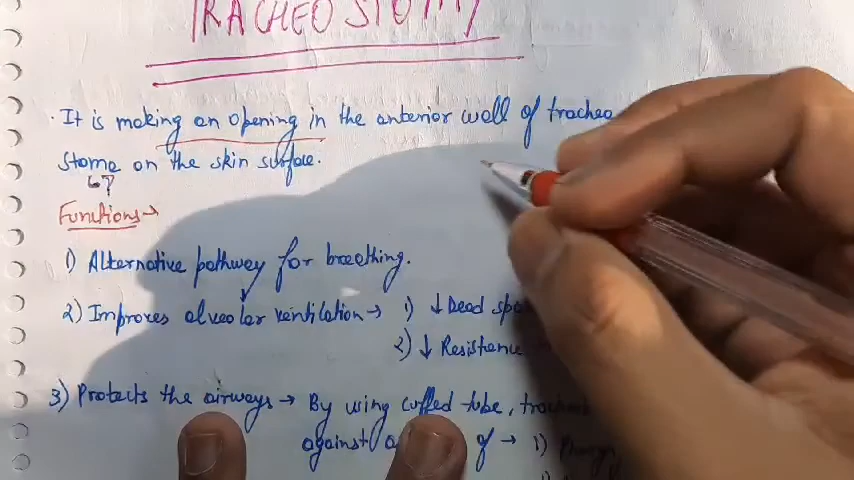 TRACHEOSTOMY
· It is making an opening in the anterior wall of trachea
Stoma on the skin surface.
Functions→
1) Alternative pathway for breathing.
2) Improves alveolar ventilation → 1) ↓ Dead
2) ↓ Resistance
3) Protects the airways → By using cuffed tube,
against of → 1)